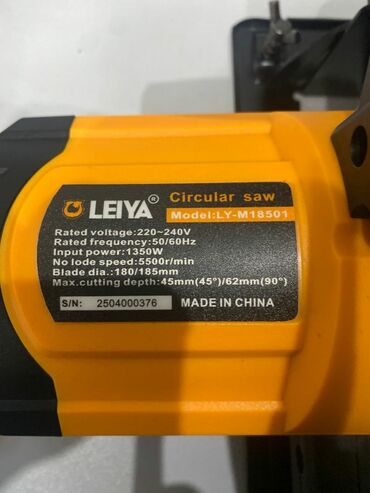 LEIYA® Circular saw
Model:LY-M18501
Rated voltage:220~240V
Rated frequency:50/60Hz
Input power:1350W
No lode speed:5500r/min
Blade dia.:180/185mm
Max.cutting depth:45mm(45°)/62mm(90°)
S/N: 2504000376 MADE IN CHINA